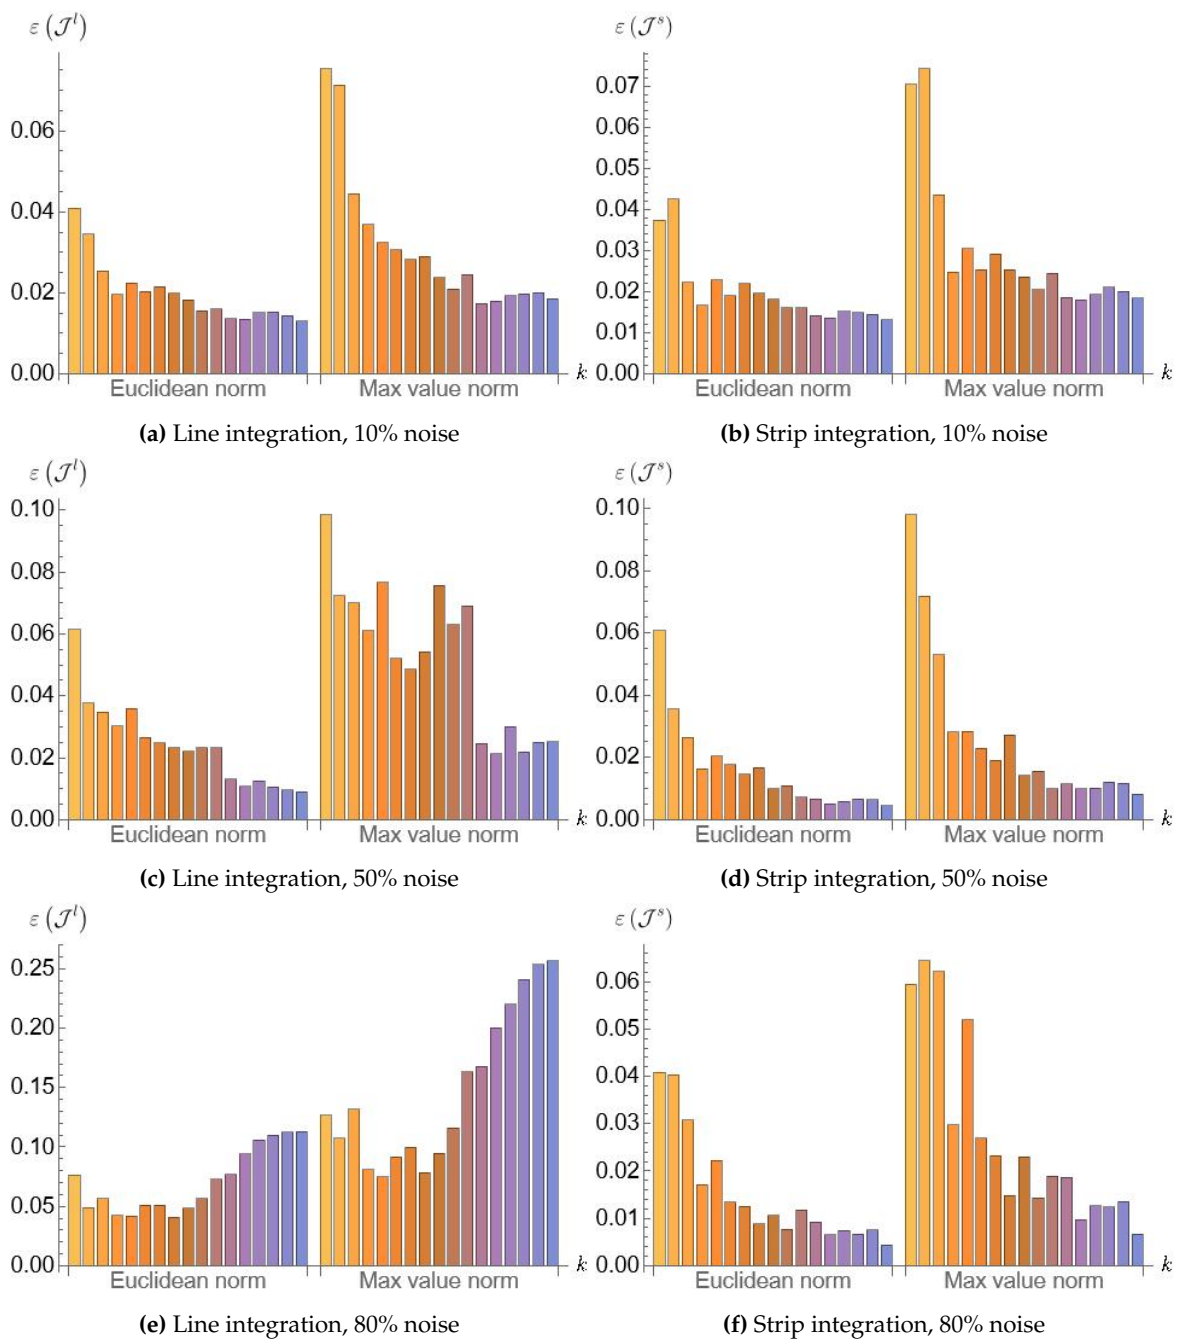 ε (𝒥^l)
0.06
0.04
0.02
0.00
Euclidean norm Max value norm k
(a) Line integration, 10% noise
ε (𝒥^s)
0.07
0.06
0.05
0.04
0.03
0.02
0.01
0.00
Euclidean norm Max value norm k
(b) Strip integration, 10% noise
ε (𝒥^l)
0.10
0.08
0.06
0.04
0.02
0.00
Euclidean norm Max value norm k
(c) Line integration, 50% noise
ε (𝒥^s)
0.10
0.08
0.06
0.04
0.02
0.00
Euclidean norm Max value norm k
(d) Strip integration, 50% noise
ε (𝒥^l)
0.25
0.20
0.15
0.10
0.05
0.00
Euclidean norm Max value norm k
(e) Line integration, 80% noise
ε (𝒥^s)
0.06
0.05
0.04
0.03
0.02
0.01
0.00
Euclidean norm Max value norm k
(f) Strip integration, 80% noise